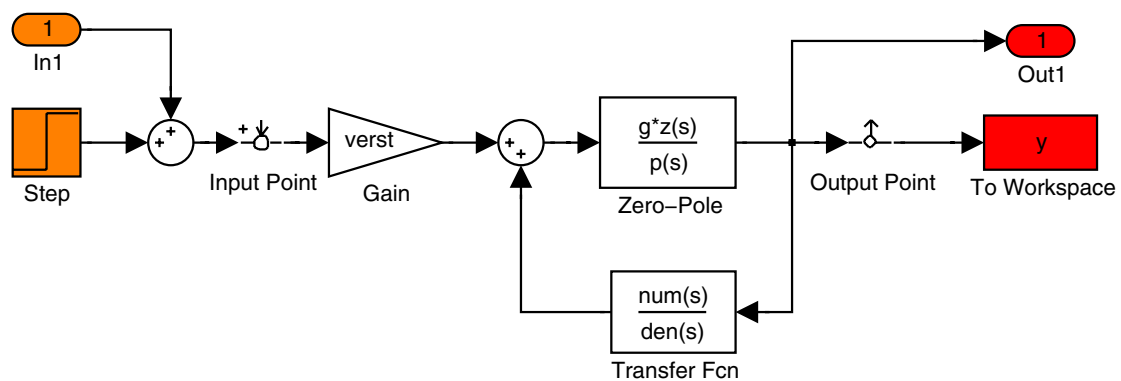 1
In1
Step
+
+
+
Input Point
verst
Gain
+
+
g*z(s)
p(s)
Zero−Pole
num(s)
den(s)
Transfer Fcn
1
Out1
Output Point
y
To Workspace